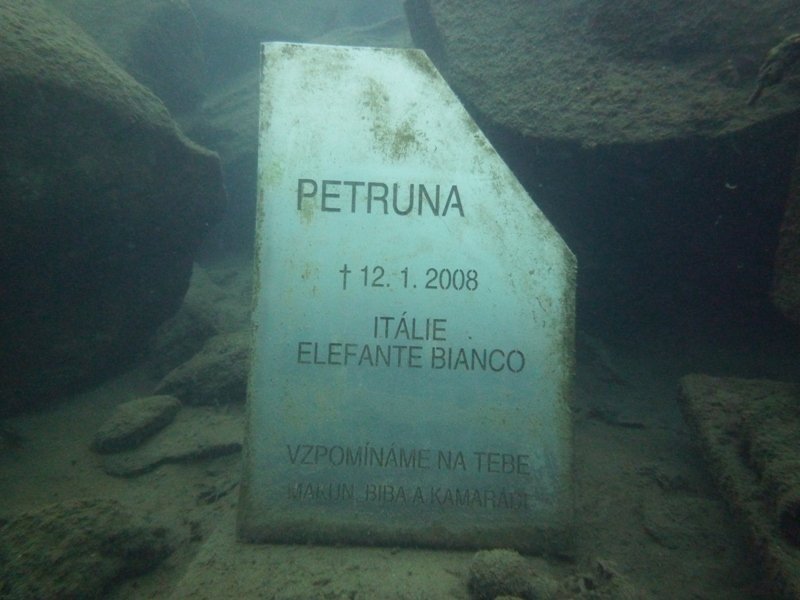 PETRUNA
† 12. 1. 2008
ITÁLIE
ELEFANTE BIANCO
VZPOMÍNÁME NA TEBE
MAKUN, BIBA A KAMARÁDI